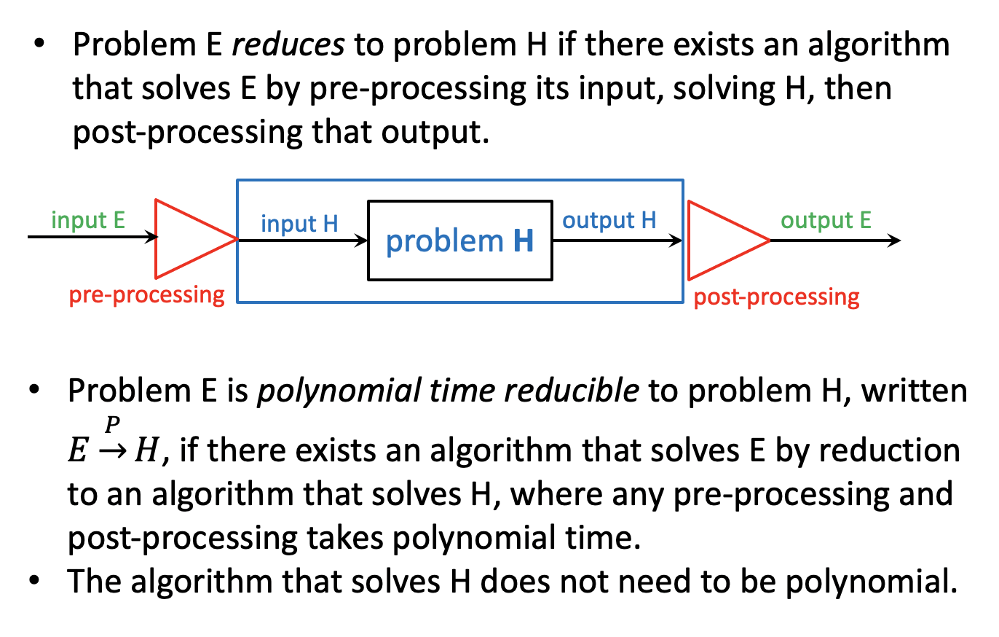 • Problem E reduces to problem H if there exists an algorithm
that solves E by pre-processing its input, solving H, then
post-processing that output.
input E
input H
problem H
output H
output E
pre-processing
post-processing
• Problem E is polynomial time reducible to problem H, written
P
E → H, if there exists an algorithm that solves E by reduction
to an algorithm that solves H, where any pre-processing and
post-processing takes polynomial time.
• The algorithm that solves H does not need to be polynomial.